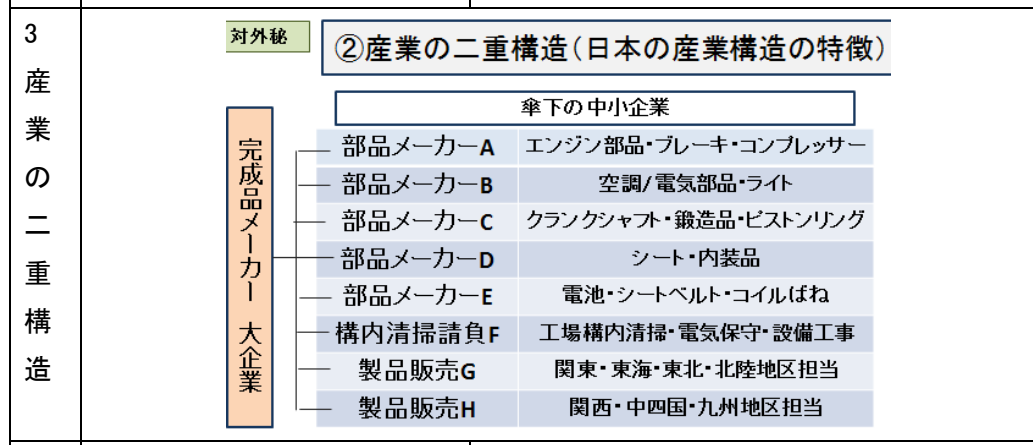 3
産業の二重構造
対外秘
②産業の二重構造(日本の産業構造の特徴)
傘下の中小企業
完成品メーカー 大企業
部品メーカーA エンジン部品・ブレーキ・コンプレッサー
部品メーカーB 空調/電気部品・ライト
部品メーカーC クランクシャフト・鍛造品・ピストンリング
部品メーカーD シート・内装品
部品メーカーE 電池・シートベルト・コイルばね
構内清掃請負F 工場構内清掃・電気保守・設備工事
製品販売G 関東・東海・東北・北陸地区担当
製品販売H 関西・中四国・九州地区担当